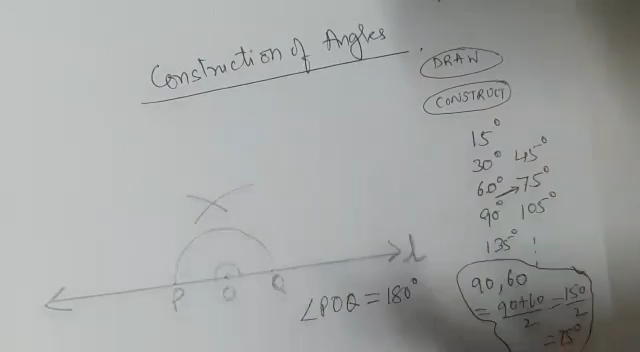 Construction of Angles
DRAW
CONSTRUCT
15°
30° 45°
60° → 75°
90° 105°
135° !
l
P O Q
∠POQ = 180°
90, 60
= 90+60/2 = 150/2
= 75°